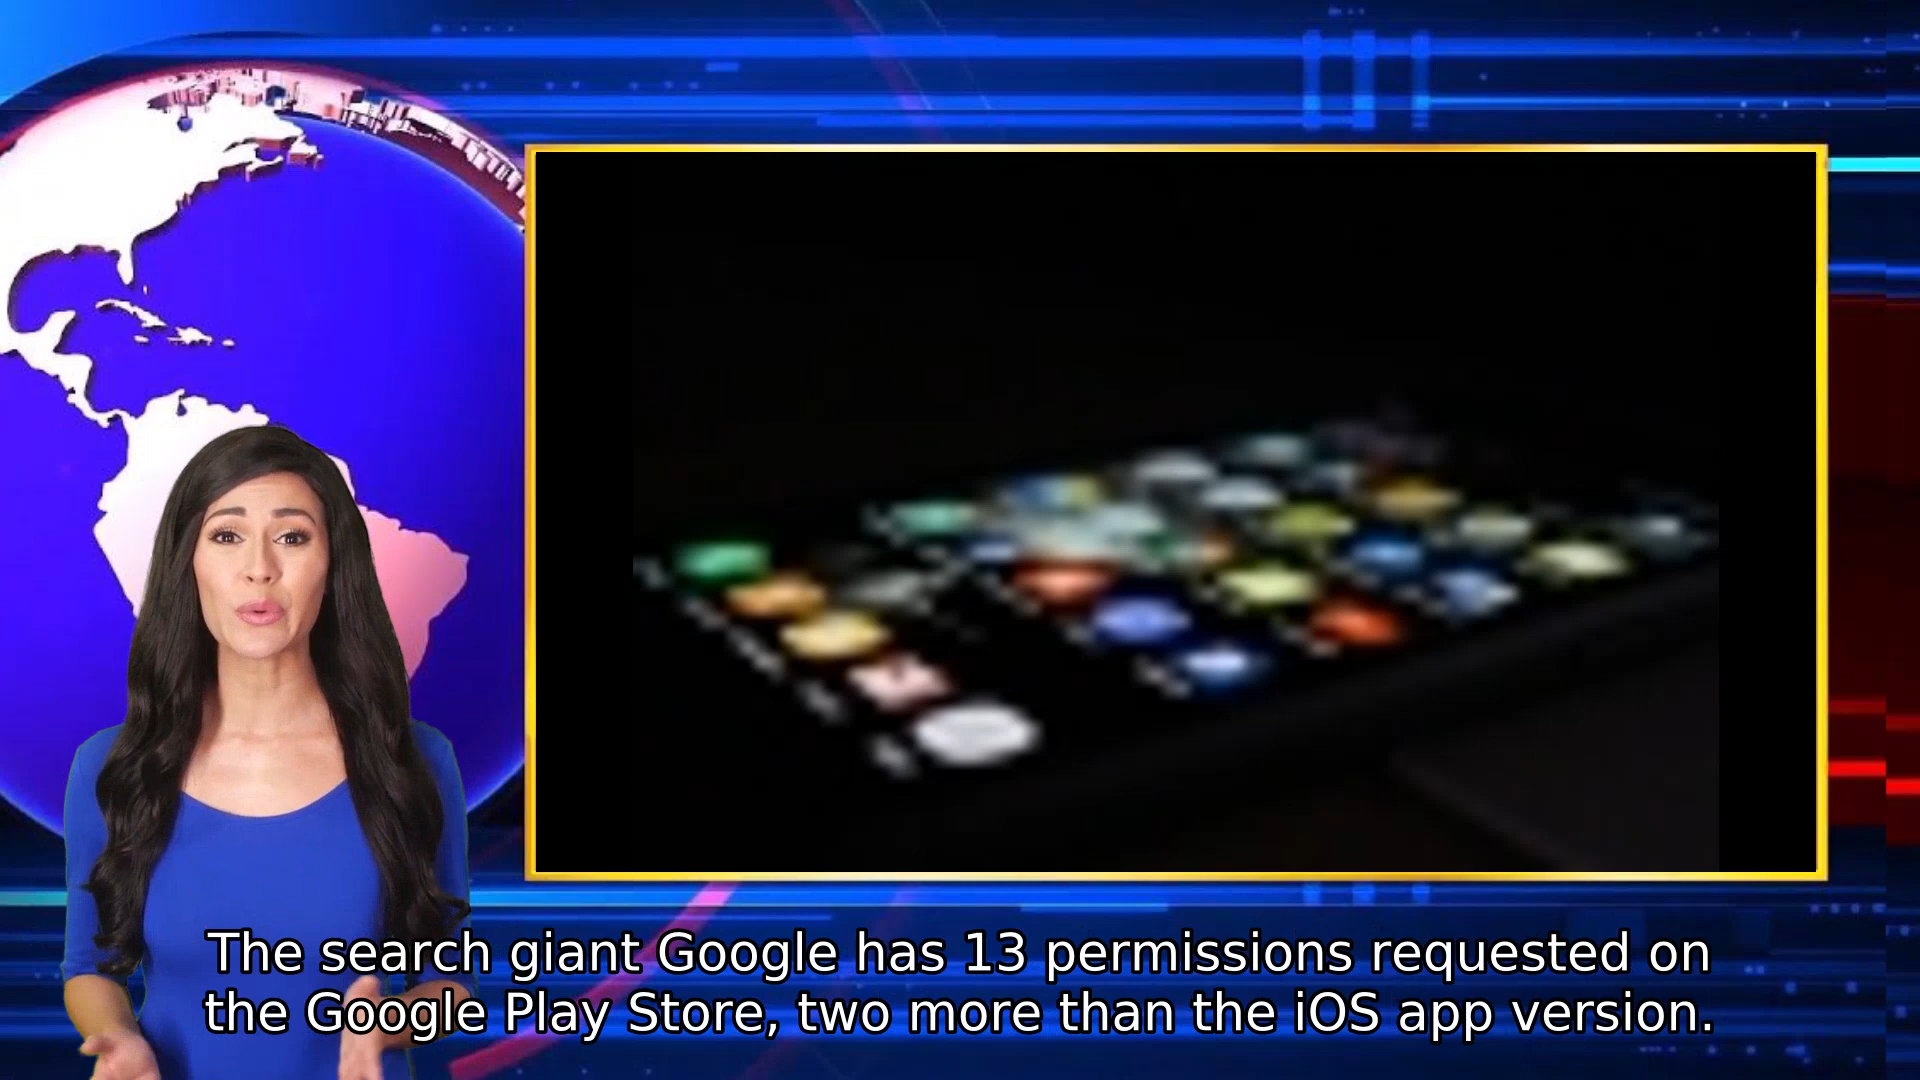 The search giant Google has 13 permissions requested on
the Google Play Store, two more than the iOS app version.